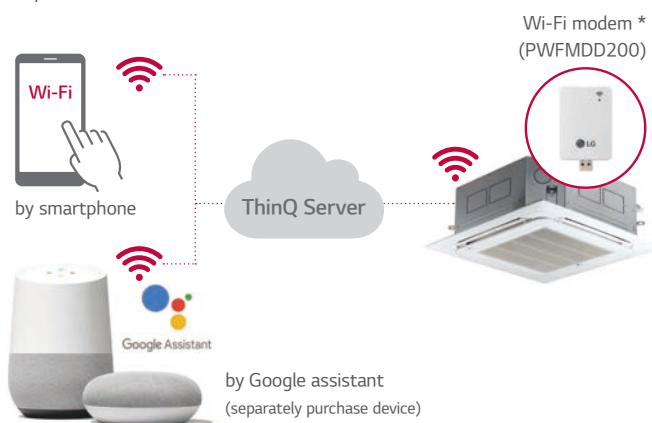 Wi-Fi modem *
(PWFMDD200)
Wi-Fi
LG
by smartphone
ThinQ Server
Google Assistant
by Google assistant
(separately purchase device)